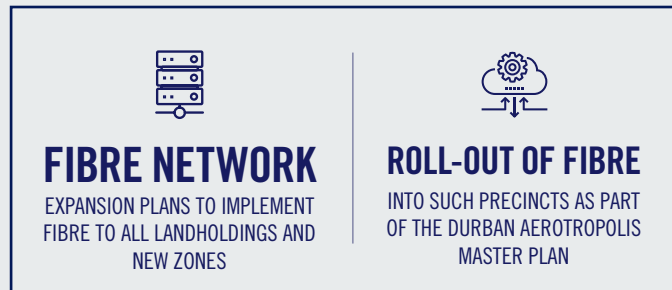 FIBRE NETWORK
EXPANSION PLANS TO IMPLEMENT
FIBRE TO ALL LANDHOLDINGS AND
NEW ZONES
ROLL-OUT OF FIBRE
INTO SUCH PRECINCTS AS PART
OF THE DURBAN AEROTROPOLIS
MASTER PLAN